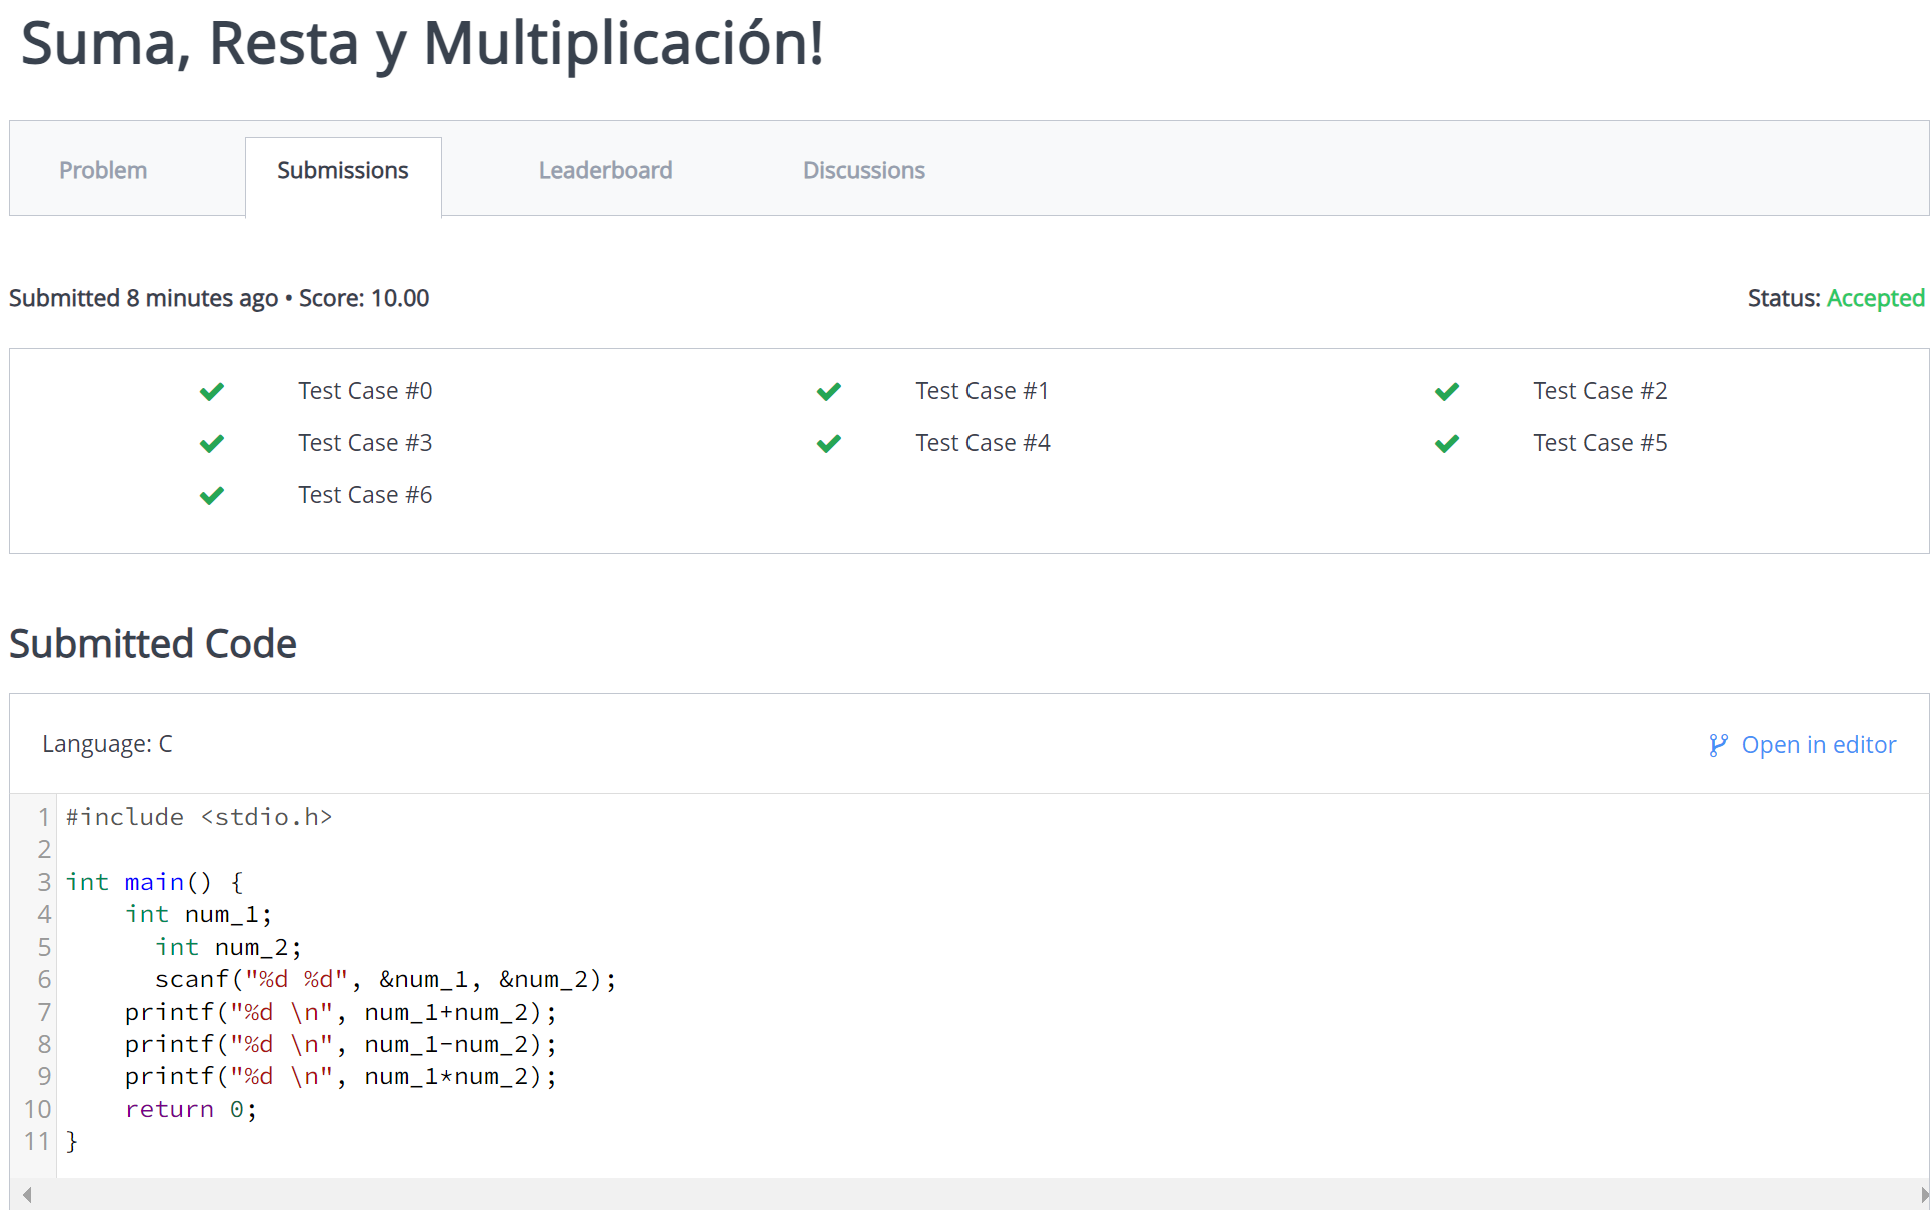 Suma, Resta y Multiplicación!
Problem Submissions Leaderboard Discussions
Submitted 8 minutes ago • Score: 10.00 Status: Accepted
Test Case #0 Test Case #1 Test Case #2
Test Case #3 Test Case #4 Test Case #5
Test Case #6
Submitted Code
Language: C Open in editor
1 #include <stdio.h>
2
3 int main() {
4     int num_1;
5       int num_2;
6       scanf("%d %d", &num_1, &num_2);
7     printf("%d \n", num_1+num_2);
8     printf("%d \n", num_1-num_2);
9     printf("%d \n", num_1*num_2);
10     return 0;
11 }